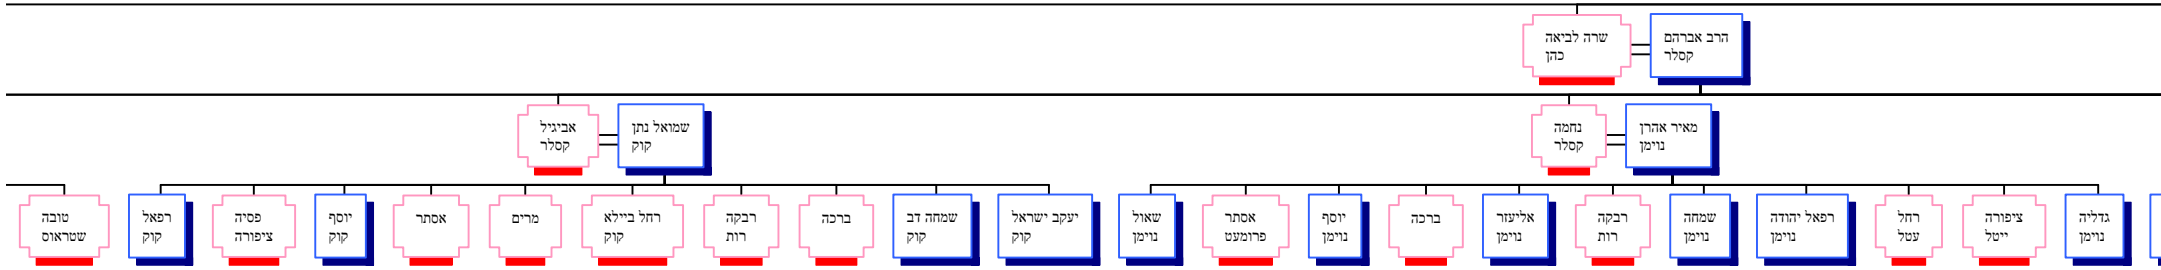 הרב אברהם
קסלר
שרה לביאה
כהן
מאיר אהרן
נוימן
נחמה
קסלר
שמואל נתן
קוק
אביגיל
קסלר
גדליה
נוימן
ציפורה
ייטל
רחל
עטל
רפאל יהודה
נוימן
שמחה
נוימן
רבקה
רות
אליעזר
נוימן
ברכה
יוסף
נוימן
אסתר
פרומעט
שאול
נוימן
יעקב ישראל
קוק
שמחה דב
קוק
ברכה
רבקה
רות
רחל ביילא
קוק
מרים
אסתר
יוסף
קוק
פסיה
ציפורה
רפאל
קוק
טובה
שטראוס